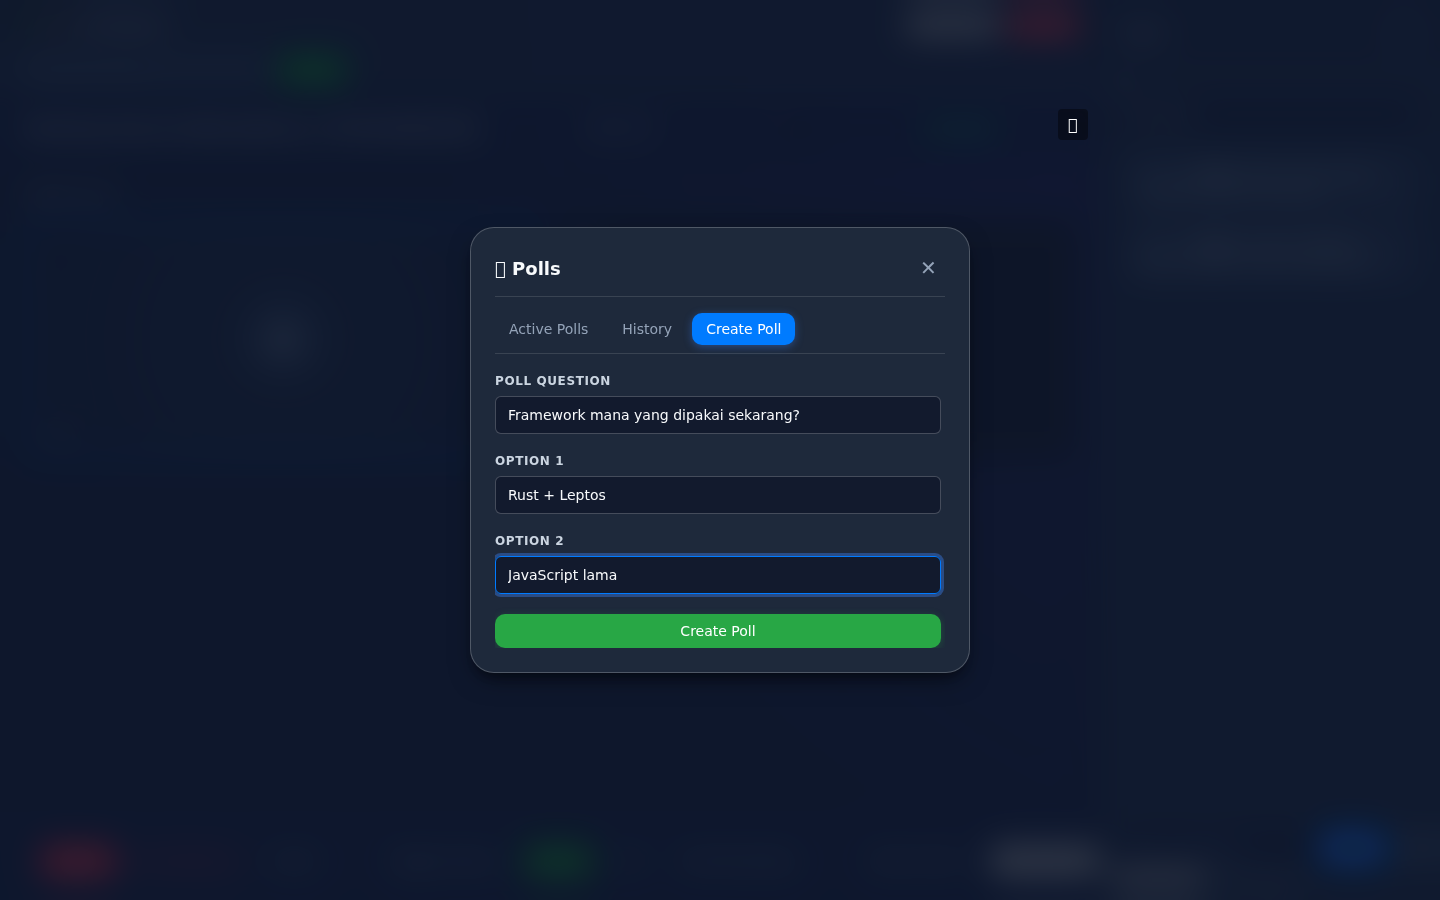 Polls ✕
Active Polls History Create Poll
POLL QUESTION
Framework mana yang dipakai sekarang?
OPTION 1
Rust + Leptos
OPTION 2
JavaScript lama
Create Poll